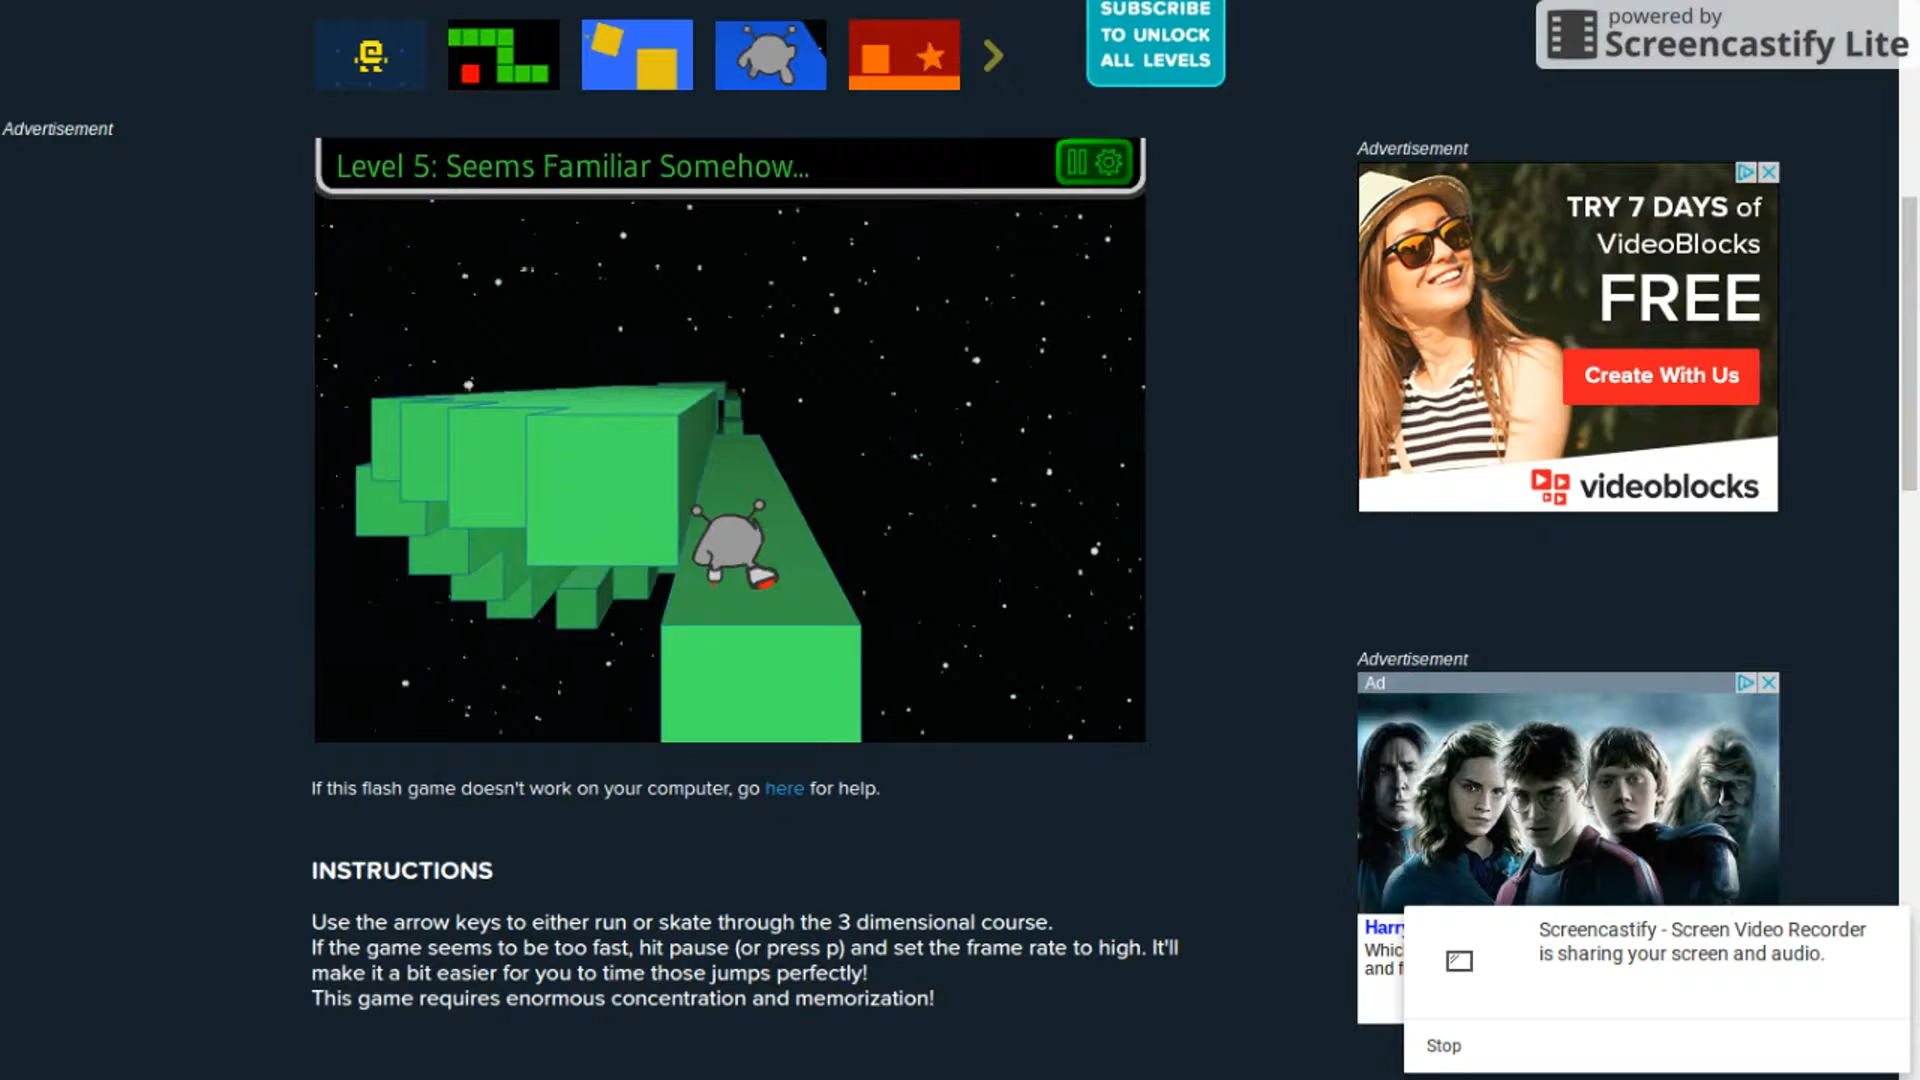 SUBSCRIBE
TO UNLOCK
ALL LEVELS
powered by
Screencastify Lite
Advertisement
Level 5: Seems Familiar Somehow...
Advertisement
TRY 7 DAYS of
VideoBlocks
FREE
Create With Us
videoblocks
If this flash game doesn't work on your computer, go here for help.
Advertisement
Ad
INSTRUCTIONS
Use the arrow keys to either run or skate through the 3 dimensional course.
If the game seems to be too fast, hit pause (or press p) and set the frame rate to high. It'll
make it a bit easier for you to time those jumps perfectly!
This game requires enormous concentration and memorization!
Screencastify - Screen Video Recorder
is sharing your screen and audio.
Stop